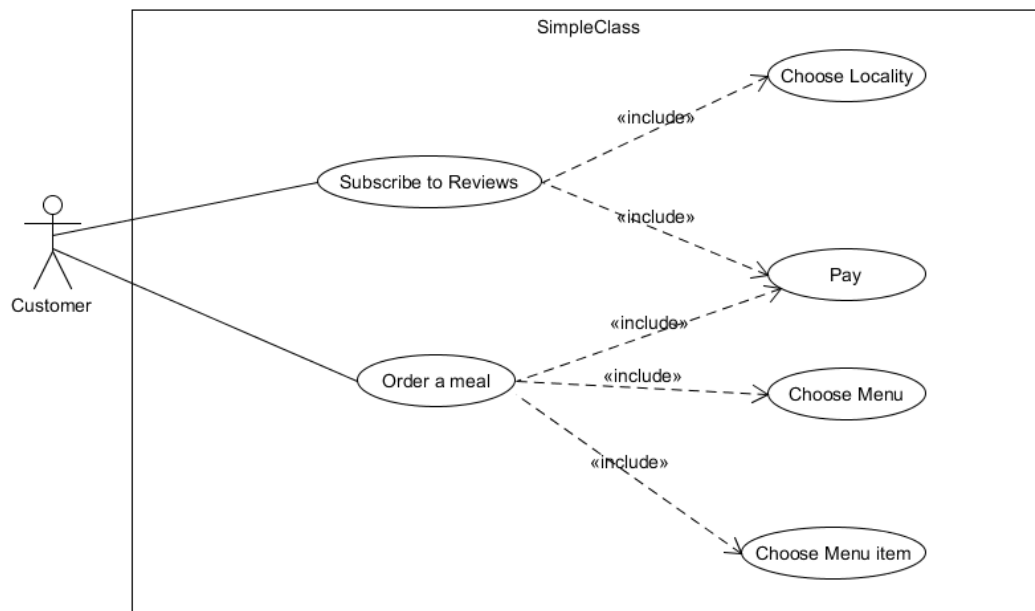 SimpleClass
Choose Locality
«include»
Subscribe to Reviews
«include»
Pay
Customer
«include»
Order a meal
«include»
Choose Menu
«include»
Choose Menu item